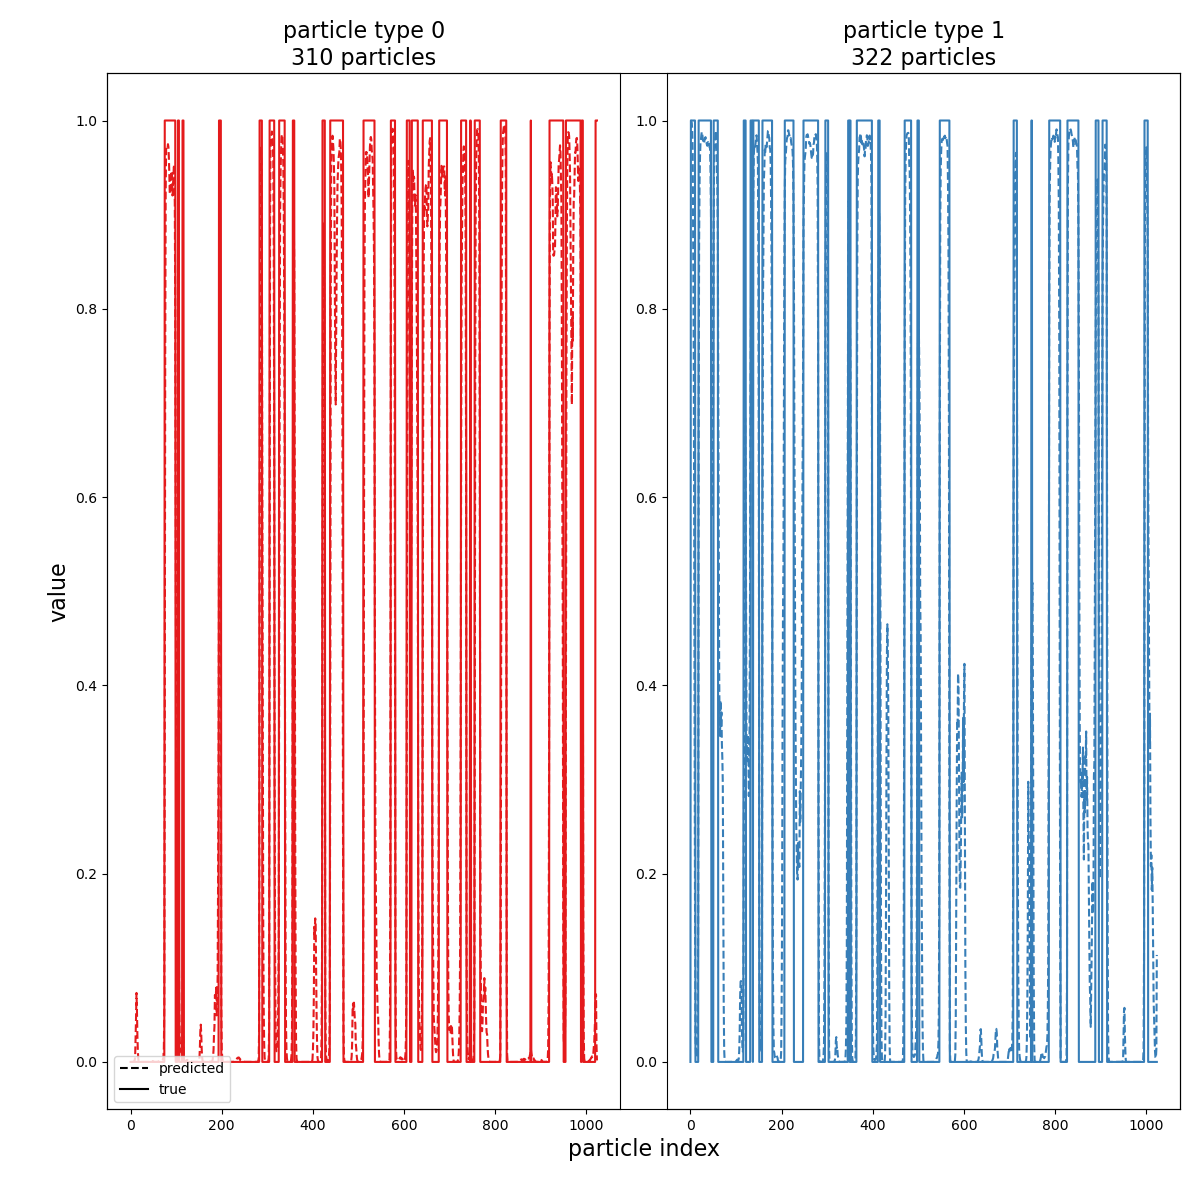 particle type 0
310 particles
particle type 1
322 particles
1.0
0.8
0.6
0.4
0.2
0.0
1.0
0.8
0.6
0.4
0.2
0.0
value
predicted
true
0 200 400 600 800 1000
0 200 400 600 800 1000
particle index